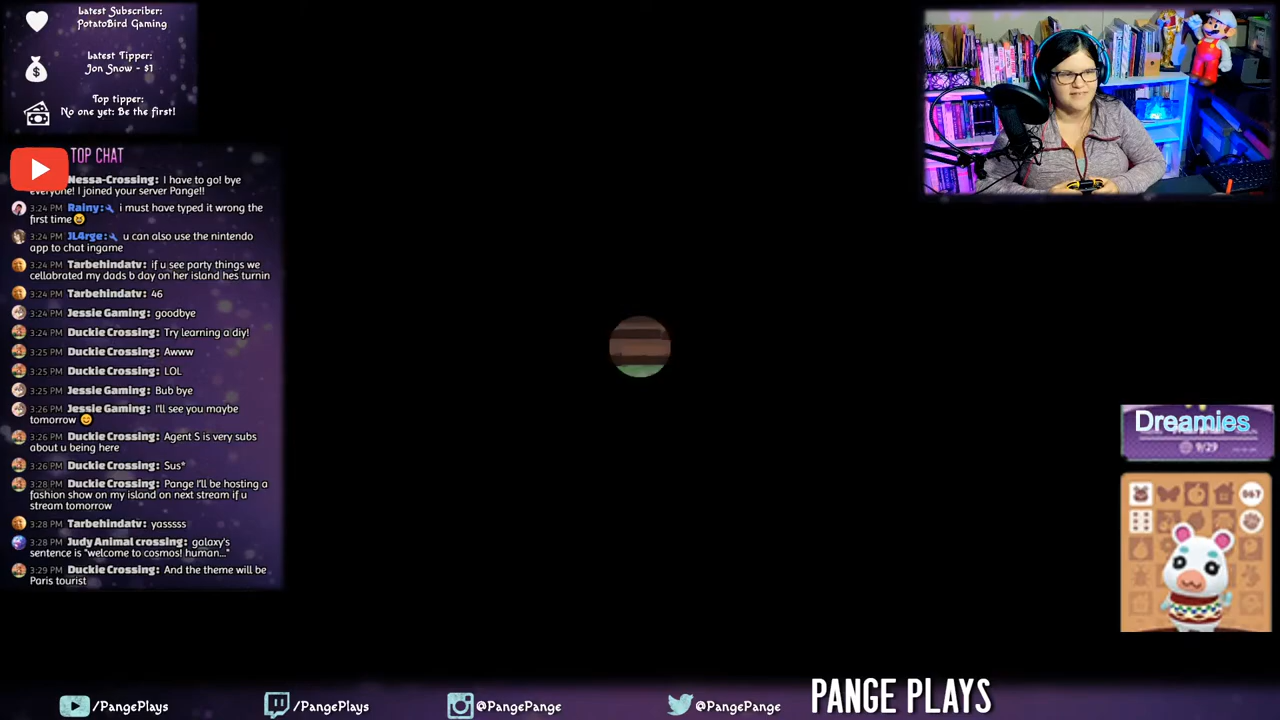 Latest Subscriber:
PotatoBird Gaming
Latest Tipper:
Jon Snow - $1
Top tipper:
No one yet: Be the first!
TOP CHAT
Nessa-Crossing: I have to go! bye
everyone! I joined your server Pange!!
3:24 PM Rainy: i must have typed it wrong the
first time
3:24 PM JL4rge: u can also use the nintendo
app to chat ingame
3:24 PM Tarbehindatv: if u see party things we
cellabrated my dads b day on her island hes turnin
3:24 PM Tarbehindatv: 46
3:24 PM Jessie Gaming: goodbye
3:24 PM Duckie Crossing: Try learning a diy!
3:25 PM Duckie Crossing: Awww
3:25 PM Duckie Crossing: LOL
3:25 PM Jessie Gaming: Bub bye
3:26 PM Jessie Gaming: I'll see you maybe
tomorrow
3:26 PM Duckie Crossing: Agent S is very subs
about u being here
3:26 PM Duckie Crossing: Sus*
3:28 PM Duckie Crossing: Pange I'll be hosting a
fashion show on my island on next stream if u
stream tomorrow
3:28 PM Tarbehindatv: yasssss
3:28 PM Judy Animal crossing: galaxy's
sentence is "welcome to cosmos! human..."
3:29 PM Duckie Crossing: And the theme will be
Paris tourist
Dreamies
9/29
067
/PangePlays
/PangePlays
@PangePange
@PangePange
PANGE PLAYS